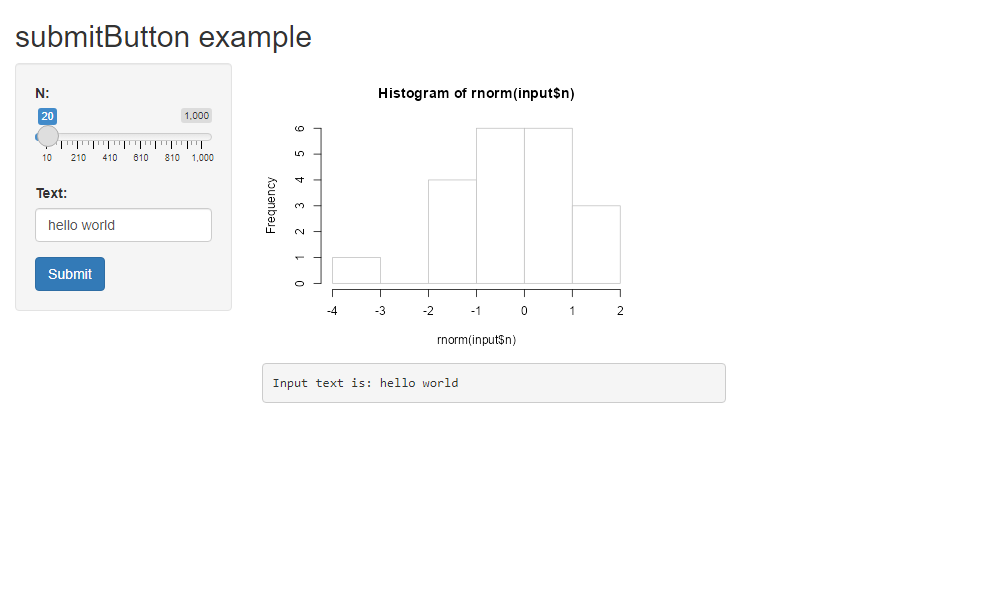 submitButton example
N:
20 1,000
10 210 410 610 810 1,000
Text:
hello world
Submit
Histogram of rnorm(input$n)
Frequency
6
5
4
3
2
1
0
-4 -3 -2 -1 0 1 2
rnorm(input$n)
Input text is: hello world